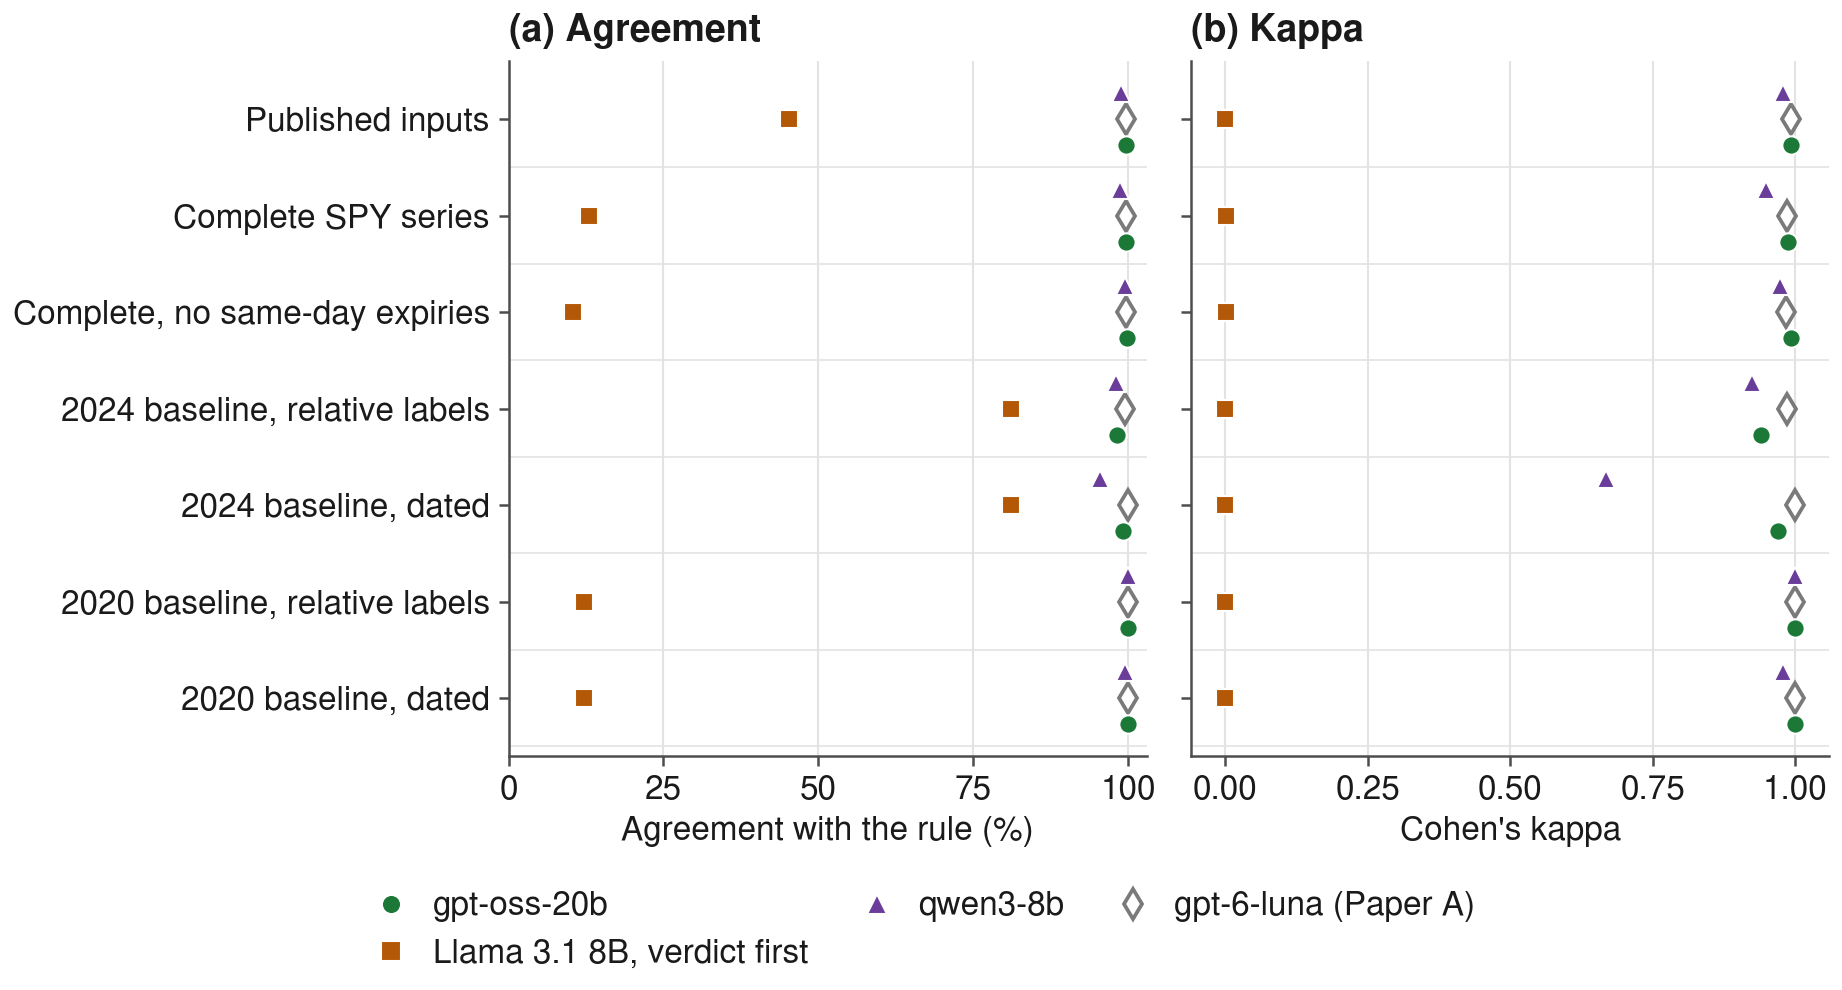 (a) Agreement
(b) Kappa
Published inputs
Complete SPY series
Complete, no same-day expiries
2024 baseline, relative labels
2024 baseline, dated
2020 baseline, relative labels
2020 baseline, dated
0 25 50 75 100
0.00 0.25 0.50 0.75 1.00
Agreement with the rule (%)
Cohen's kappa
gpt-oss-20b
qwen3-8b
gpt-6-luna (Paper A)
Llama 3.1 8B, verdict first